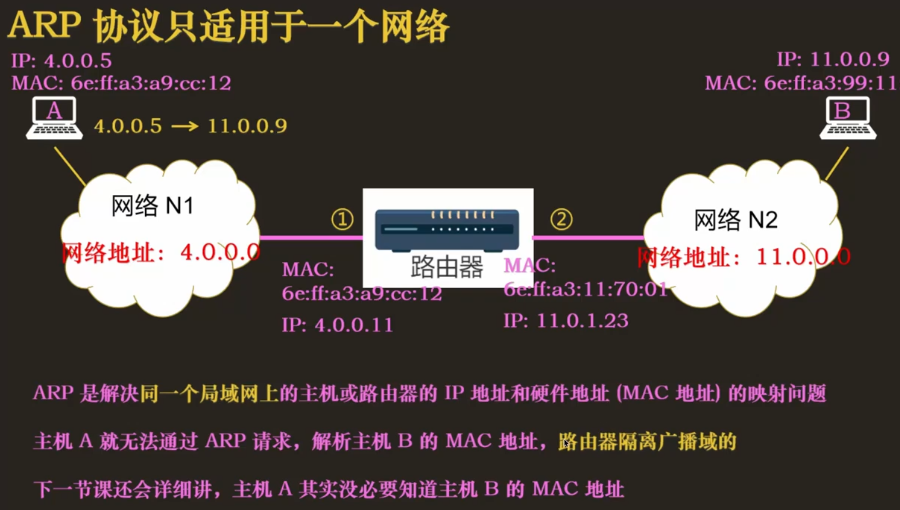 ARP 协议只适用于一个网络
IP: 4.0.0.5
MAC: 6e:ff:a3:a9:cc:12
IP: 11.0.0.9
MAC: 6e:ff:a3:99:11
A
4.0.0.5 → 11.0.0.9
B
网络 N1
网络地址：4.0.0.0
①
②
路由器
网络 N2
网络地址：11.0.0.0
MAC:
6e:ff:a3:a9:cc:12
IP: 4.0.0.11
MAC:
6e:ff:a3:11:70:01
IP: 11.0.1.23
ARP 是解决同一个局域网上的主机或路由器的 IP 地址和硬件地址 (MAC 地址) 的映射问题
主机 A 就无法通过 ARP 请求，解析主机 B 的 MAC 地址，路由器隔离广播域的
下一节课还会详细讲，主机 A 其实没必要知道主机 B 的 MAC 地址